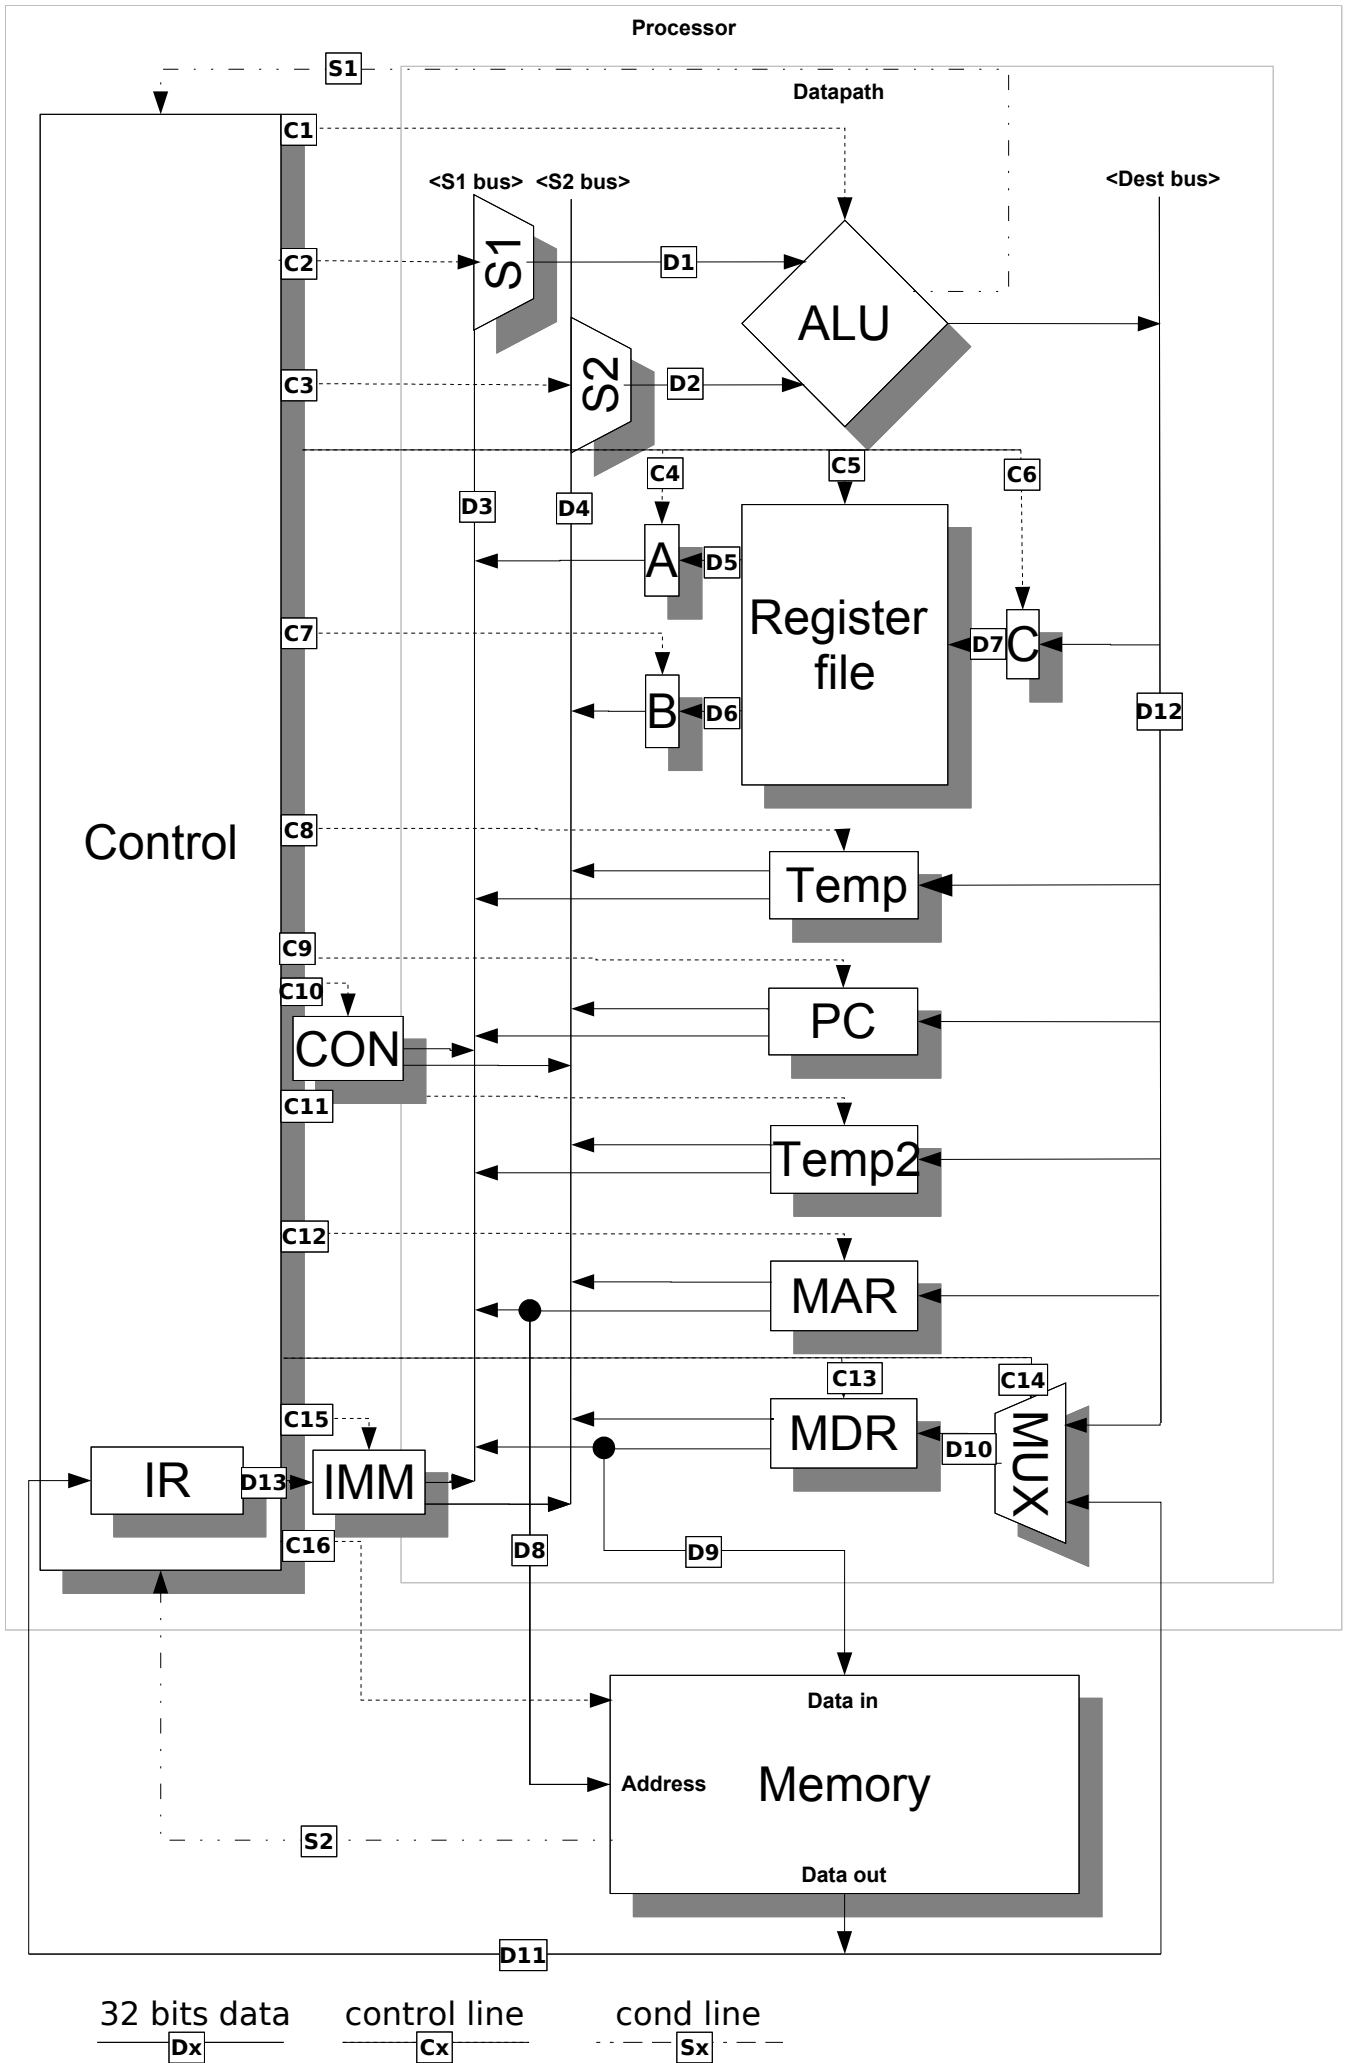 Processor
S1
Datapath
C1
<S1 bus> <S2 bus>
<Dest bus>
C2
S1
D1
ALU
C3
S2
D2
C4
C5
C6
D3
D4
A
D5
Register
file
C7
D7
C
B
D6
D12
Control
C8
Temp
C9
C10
PC
CON
C11
Temp2
C12
MAR
C13
C14
C15
MDR
D10
MUX
IR
D13
IMM
C16
D8
D9
Data in
Address
Memory
S2
Data out
D11
32 bits data
control line
cond line
Dx
Cx
Sx